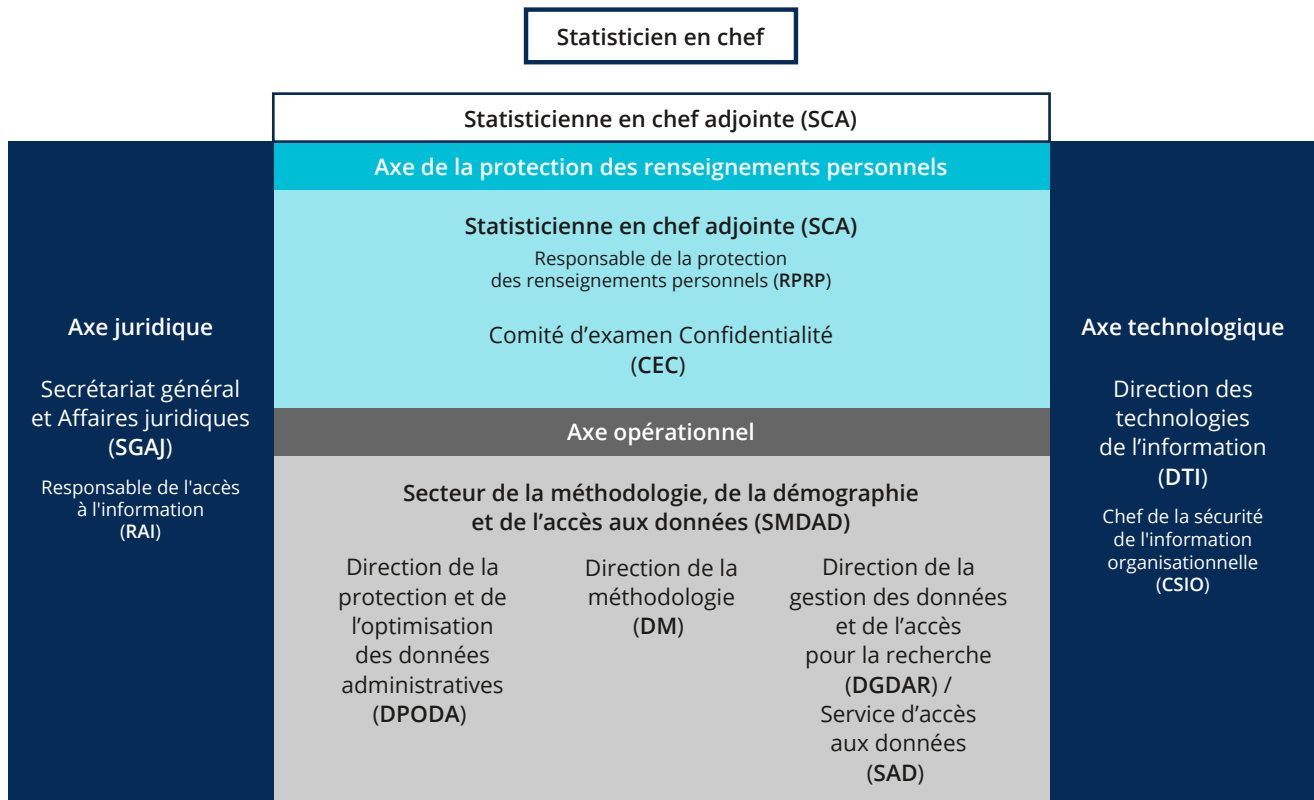 Statisticien en chef
Statisticienne en chef adjointe (SCA)
Axe de la protection des renseignements personnels
Statisticienne en chef adjointe (SCA)
Responsable de la protection
des renseignements personnels (RPRP)
Comité d’examen Confidentialité
(CEC)
Axe juridique
Secrétariat général
et Affaires juridiques
(SGAJ)
Responsable de l'accès
à l'information
(RAI)
Axe technologique
Direction des
technologies
de l’information
(DTI)
Chef de la sécurité
de l'information
organisationnelle
(CSIO)
Axe opérationnel
Secteur de la méthodologie, de la démographie
et de l’accès aux données (SMDAD)
Direction de la
protection et de
l’optimisation
des données
administratives
(DPODA)
Direction de la
méthodologie
(DM)
Direction de la
gestion des données
et de l’accès
pour la recherche
(DGDAR) /
Service d’accès
aux données
(SAD)